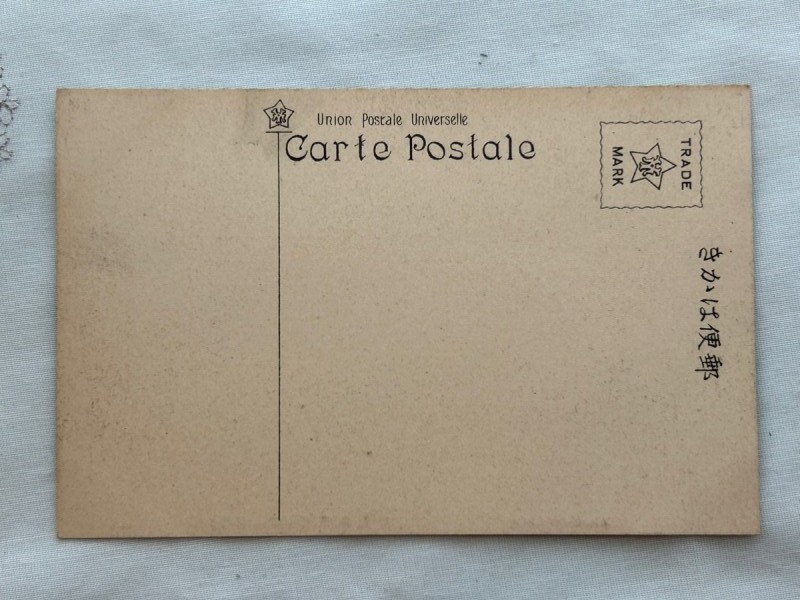 Union Postale Universelle
Carte Postale
TRADE
MARK
郵便はかき